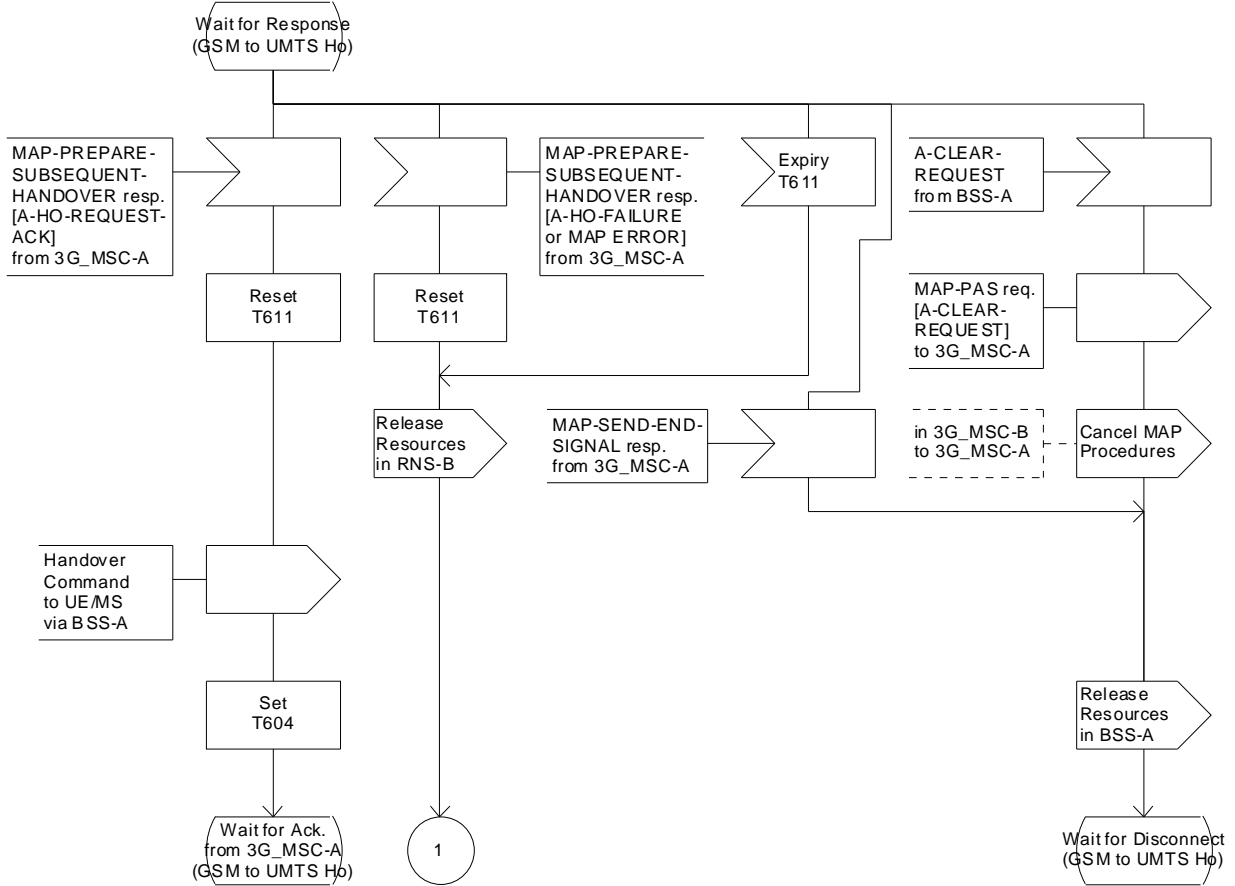 Wait for Response
(GSM to UMTS Ho)
MAP-PREPARE-
SUBSEQUENT-
HANDOVER resp.
[A-HO-REQUEST-
ACK]
from 3G_MSC-A
MAP-PREPARE-
SUBSEQUENT-
HANDOVER resp.
[A-HO-FAILURE
or MAP ERROR]
from 3G_MSC-A
Expiry
T611
A-CLEAR-
REQUEST
from BSS-A
Reset
T611
Reset
T611
MAP-PAS req.
[A-CLEAR-
REQUEST]
to 3G_MSC-A
Release
Resources
in RNS-B
MAP-SEND-END-
SIGNAL resp.
from 3G_MSC-A
in 3G_MSC-B
to 3G_MSC-A
Cancel MAP
Procedures
Handover
Command
to UE/MS
via BSS-A
Set
T604
Release
Resources
in BSS-A
Wait for Ack.
from 3G_MSC-A
(GSM to UMTS Ho)
1
Wait for Disconnect
(GSM to UMTS Ho)